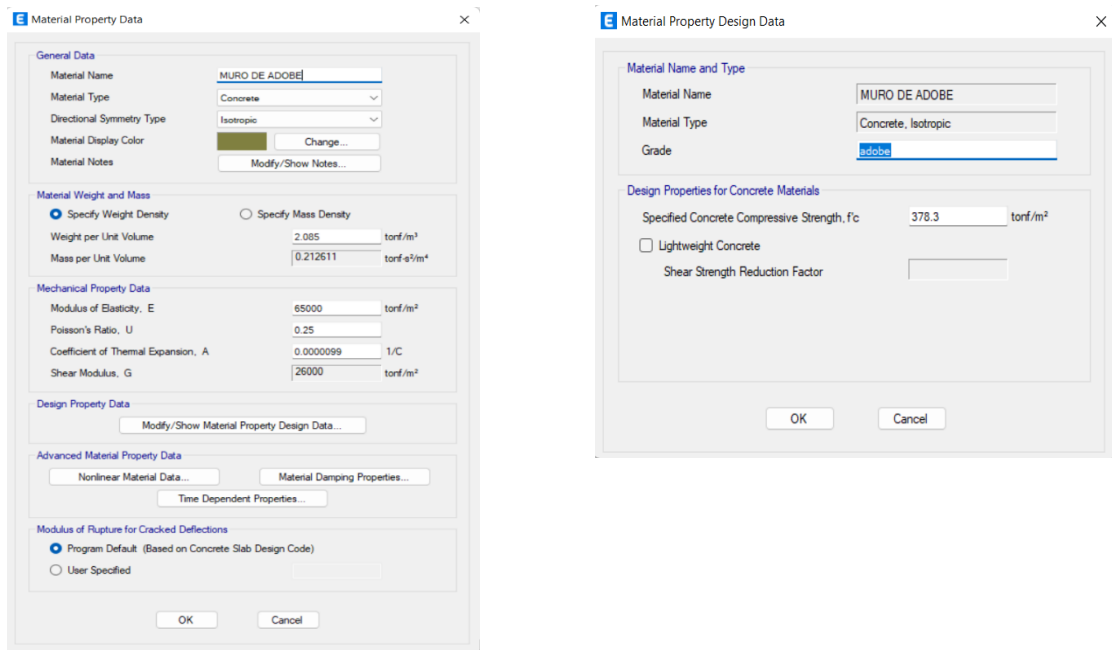 Material Property Data
General Data
Material Name MURO DE ADOBE
Material Type Concrete
Directional Symmetry Type Isotropic
Material Display Color Change...
Material Notes Modify/Show Notes...
Material Weight and Mass
Specify Weight Density Specify Mass Density
Weight per Unit Volume 2.085 tonf/m³
Mass per Unit Volume 0.212611 tonf-s²/m⁴
Mechanical Property Data
Modulus of Elasticity, E 65000 tonf/m²
Poisson's Ratio, U 0.25
Coefficient of Thermal Expansion, A 0.0000099 1/C
Shear Modulus, G 26000 tonf/m²
Design Property Data
Modify/Show Material Property Design Data...
Advanced Material Property Data
Nonlinear Material Data... Material Damping Properties...
Time Dependent Properties...
Modulus of Rupture for Cracked Deflections
Program Default (Based on Concrete Slab Design Code)
User Specified
OK Cancel
Material Property Design Data
Material Name and Type
Material Name MURO DE ADOBE
Material Type Concrete, Isotropic
Grade adobe
Design Properties for Concrete Materials
Specified Concrete Compressive Strength, f'c 378.3 tonf/m²
Lightweight Concrete
Shear Strength Reduction Factor
OK Cancel